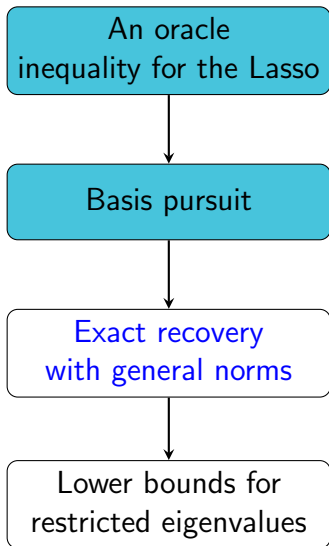 An oracle
inequality for the Lasso
Basis pursuit
Exact recovery
with general norms
Lower bounds for
restricted eigenvalues